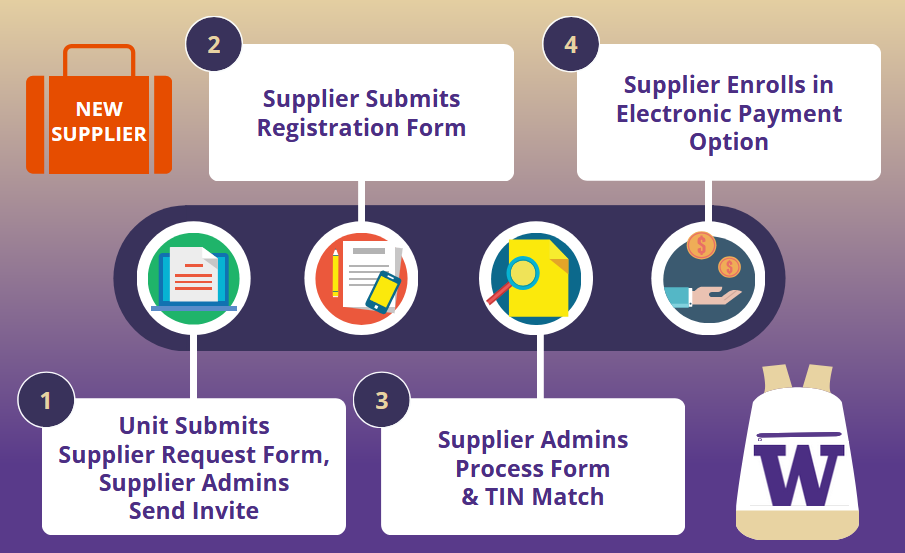 NEW
SUPPLIER
1
Unit Submits
Supplier Request Form,
Supplier Admins
Send Invite
2
Supplier Submits
Registration Form
3
Supplier Admins
Process Form
& TIN Match
4
Supplier Enrolls in
Electronic Payment
Option
$
$
W